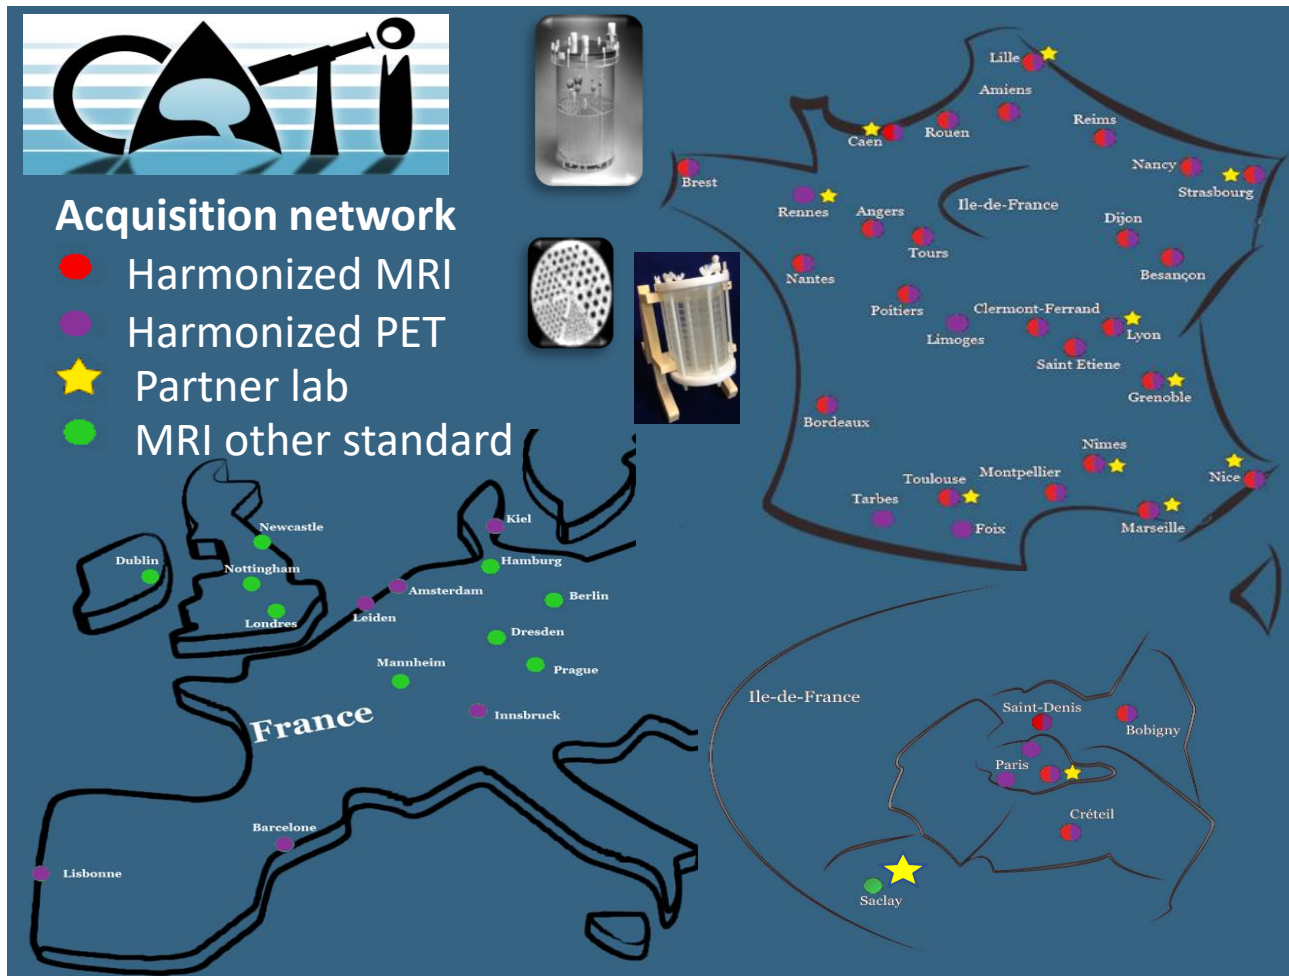 CATI
Acquisition network
Harmonized MRI
Harmonized PET
Partner lab
MRI other standard
Lille
Amiens
Rouen
Caen
Reims
Nancy
Strasbourg
Brest
Rennes
Angers
Ile-de-France
Dijon
Tours
Besançon
Nantes
Poitiers
Clermont-Ferrand
Limoges
Lyon
Saint Etiene
Grenoble
Bordeaux
Nîmes
Montpellier
Toulouse
Nice
Tarbes
Foix
Marseille
Newcastle
Kiel
Dublin
Nottingham
Hamburg
Amsterdam
Berlin
Londres
Leiden
Dresden
Mannheim
Prague
France
Innsbruck
Barcelone
Lisbonne
Ile-de-France
Saint-Denis
Bobigny
Paris
Créteil
Saclay